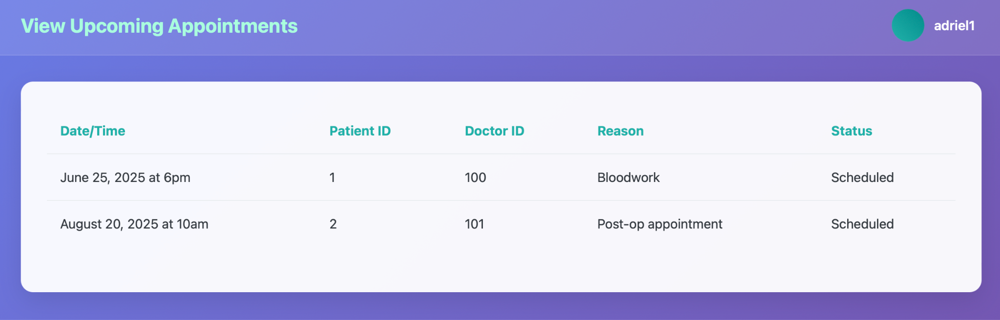 View Upcoming Appointments
adriel1
Date/Time Patient ID Doctor ID Reason Status
June 25, 2025 at 6pm 1 100 Bloodwork Scheduled
August 20, 2025 at 10am 2 101 Post-op appointment Scheduled